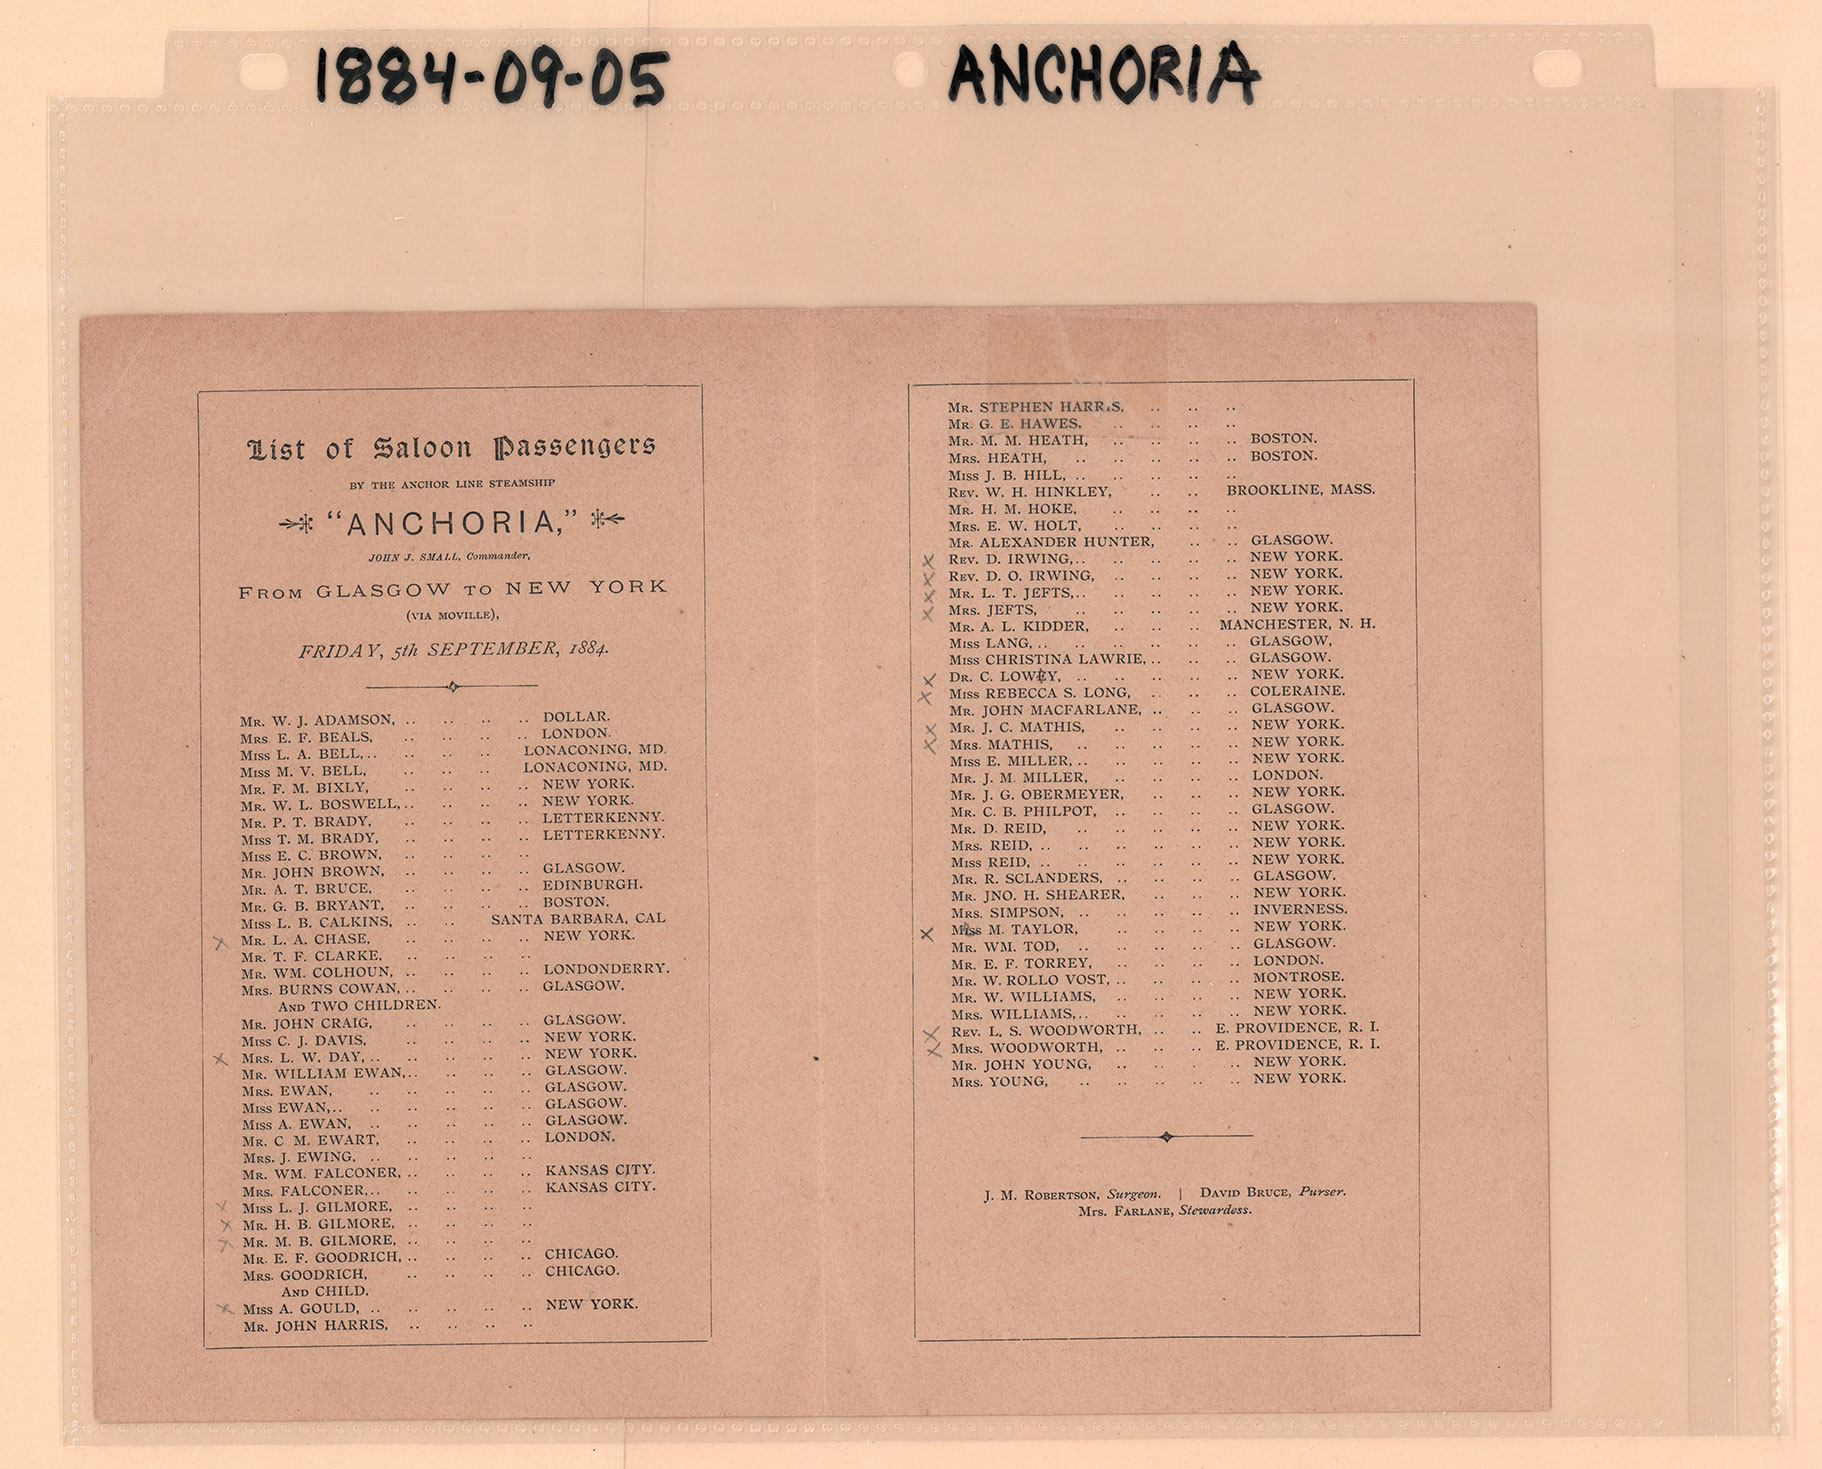 1884-09-05 ANCHORIA
List of Saloon Passengers
BY THE ANCHOR LINE STEAMSHIP
"ANCHORIA,"
JOHN J. SMALL, Commander,
FROM GLASGOW TO NEW YORK
(VIA MOVILLE),
FRIDAY, 5th SEPTEMBER, 1884.
MR. W. J. ADAMSON, .. .. .. .. DOLLAR.
MRS E. F. BEALS, .. .. .. .. LONDON.
MISS L. A. BELL, .. .. .. .. LONACONING, MD.
MISS M. V. BELL, .. .. .. LONACONING, MD.
MR. F. M. BIXLY, .. .. .. .. NEW YORK.
MR. W. L. BOSWELL, .. .. .. .. NEW YORK.
MR. P. T. BRADY, .. .. .. .. LETTERKENNY.
MISS T. M. BRADY, .. .. .. .. LETTERKENNY.
MISS E. C. BROWN, .. .. .. ..
MR. JOHN BROWN, .. .. .. .. GLASGOW.
MR. A. T. BRUCE, .. .. .. .. EDINBURGH.
MR. G. B. BRYANT, .. .. .. .. BOSTON.
MISS L. B. CALKINS, .. .. SANTA BARBARA, CAL
x MR. L. A. CHASE, .. .. .. .. NEW YORK.
MR. T. F. CLARKE, .. .. .. ..
MR. WM. COLHOUN, .. .. .. .. LONDONDERRY.
MRS. BURNS COWAN, .. .. .. .. GLASGOW.
AND TWO CHILDREN.
MR. JOHN CRAIG, .. .. .. .. GLASGOW.
MISS C. J. DAVIS, .. .. .. .. NEW YORK.
x MRS. L. W. DAY, .. .. .. .. .. NEW YORK.
MR. WILLIAM EWAN, .. .. .. .. GLASGOW.
MRS. EWAN, .. .. .. .. .. GLASGOW.
MISS EWAN, .. .. .. .. .. .. GLASGOW.
MISS A. EWAN, .. .. .. .. .. GLASGOW.
MR. C M. EWART, .. .. .. .. LONDON.
MRS. J. EWING, .. .. .. .. ..
MR. WM. FALCONER, .. .. .. .. KANSAS CITY.
MRS. FALCONER, .. .. .. .. .. KANSAS CITY.
x MISS L. J. GILMORE, .. .. .. ..
x MR. H. B. GILMORE, .. .. .. ..
x MR. M. B. GILMORE, .. .. .. ..
MR. E. F. GOODRICH, .. .. .. .. CHICAGO.
MRS. GOODRICH, .. .. .. .. CHICAGO.
AND CHILD.
x MISS A. GOULD, .. .. .. .. .. NEW YORK.
MR. JOHN HARRIS, .. .. .. ..
MR. STEPHEN HARRIS, .. .. ..
MR. G. E. HAWES. .. .. .. ..
MR. M. M. HEATH, .. .. .. .. BOSTON.
MRS. HEATH, .. .. .. .. .. BOSTON.
MISS J. B. HILL, .. .. .. .. ..
REV. W. H. HINKLEY, .. .. BROOKLINE, MASS.
MR. H. M. HOKE, .. .. .. ..
MRS. E. W. HOLT, .. .. .. ..
MR. ALEXANDER HUNTER, .. .. GLASGOW.
x REV. D. IRWING, .. .. .. .. .. NEW YORK.
xx REV. D. O. IRWING, .. .. .. .. NEW YORK.
xx MR. L. T. JEFTS, .. .. .. .. .. NEW YORK.
x MRS. JEFTS, .. .. .. .. .. NEW YORK.
MR. A. L. KIDDER, .. .. .. MANCHESTER, N. H.
MISS LANG, .. .. .. .. .. .. GLASGOW,
MISS CHRISTINA LAWRIE, .. .. .. GLASGOW.
x DR. C. LOWEY, .. .. .. .. .. NEW YORK.
xx MISS REBECCA S. LONG, .. .. .. COLERAINE.
MR. JOHN MACFARLANE, .. .. .. GLASGOW.
xx MR. J. C. MATHIS, .. .. .. .. NEW YORK.
xx MRS. MATHIS, .. .. .. .. .. NEW YORK.
MISS E. MILLER, .. .. .. .. .. NEW YORK.
MR. J. M. MILLER, .. .. .. .. LONDON.
MR. J. G. OBERMEYER, .. .. .. NEW YORK.
MR. C. B. PHILPOT, .. .. .. .. GLASGOW.
MR. D. REID, .. .. .. .. .. NEW YORK.
MRS. REID, .. .. .. .. .. .. NEW YORK.
MISS REID, .. .. .. .. .. .. NEW YORK.
MR. R. SCLANDERS, .. .. .. .. GLASGOW.
MR. JNO. H. SHEARER, .. .. .. NEW YORK.
MRS. SIMPSON, .. .. .. .. .. INVERNESS.
x MISS M. TAYLOR, .. .. .. .. NEW YORK.
MR. WM. TOD, .. .. .. .. .. GLASGOW.
MR. E. F. TORREY, .. .. .. .. LONDON.
MR. W. ROLLO VOST, .. .. .. .. MONTROSE.
MR. W. WILLIAMS, .. .. .. .. NEW YORK.
MRS. WILLIAMS, .. .. .. .. .. NEW YORK.
xx REV. L. S. WOODWORTH, .. .. E. PROVIDENCE, R. I.
xx MRS. WOODWORTH, .. .. .. E. PROVIDENCE, R. I.
MR. JOHN YOUNG, .. .. . .. NEW YORK.
MRS. YOUNG, .. .. .. .. .. NEW YORK.
J. M. ROBERTSON, Surgeon. | DAVID BRUCE, Purser.
Mrs. FARLANE, Stewardess.